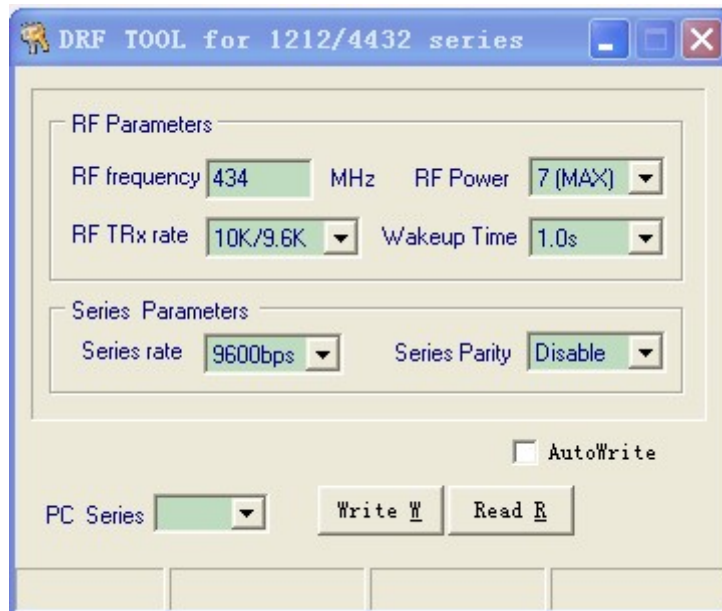 DRF TOOL for 1212/4432 series
RF Parameters
RF frequency 434 MHz RF Power 7 (MAX)
RF TRx rate 10K/9.6K Wakeup Time 1.0s
Series Parameters
Series rate 9600bps Series Parity Disable
AutoWrite
PC Series Write W Read R